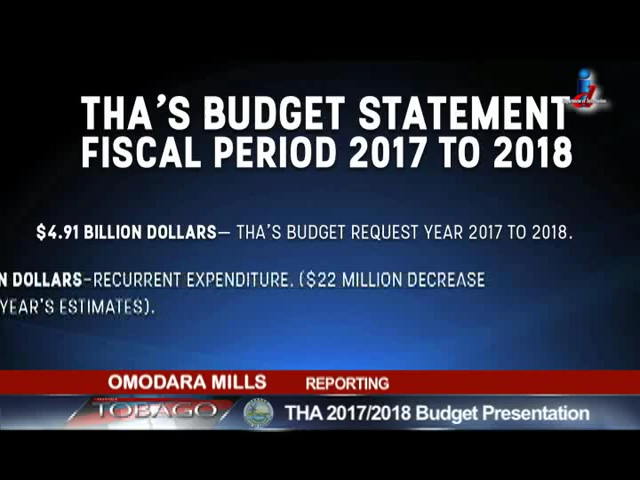 THA'S BUDGET STATEMENT
FISCAL PERIOD 2017 TO 2018
$4.91 BILLION DOLLARS— THA'S BUDGET REQUEST YEAR 2017 TO 2018.
N DOLLARS-RECURRENT EXPENDITURE. ($22 MILLION DECREASE
YEAR'S ESTIMATES).
OMODARA MILLS REPORTING
TOBAGO THA 2017/2018 Budget Presentation